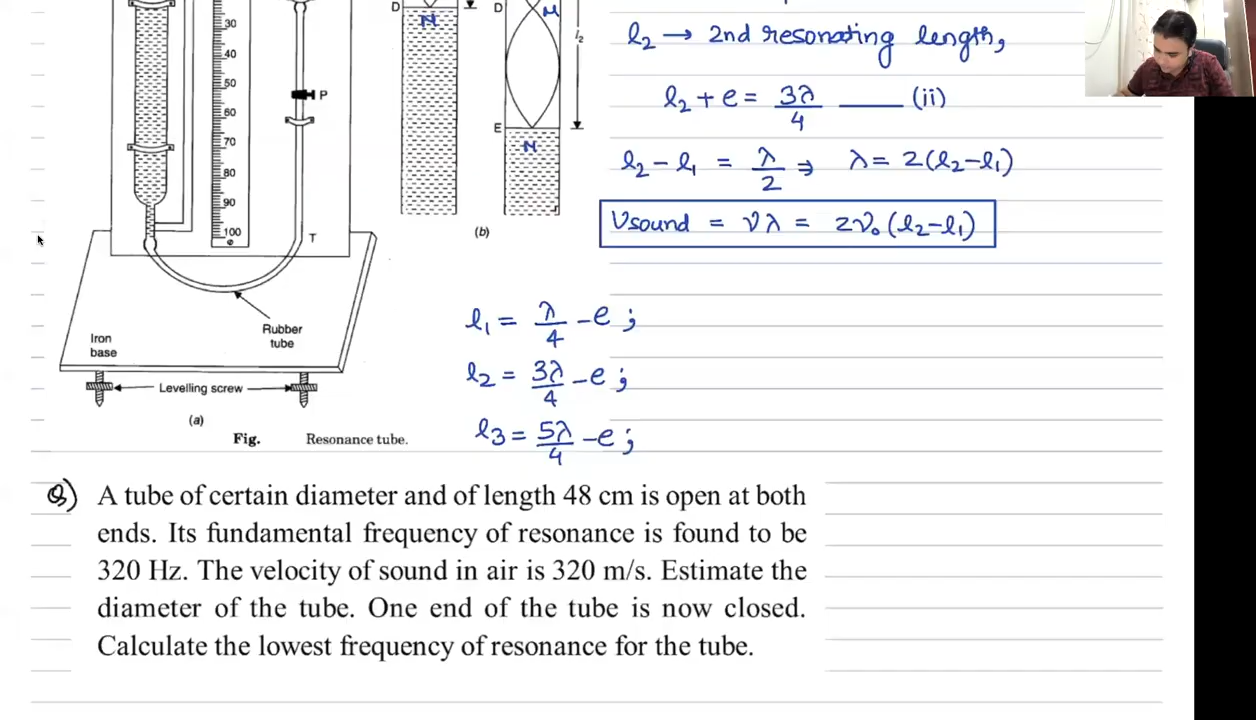 30
40
50
60
70
80
90
100
P
T
Iron
base
Rubber
tube
Levelling screw
(a)
Fig. Resonance tube.
D
N
D
M
l₂
E
N
(b)
l₂ → 2nd resonating length,
l₂ + e = 3λ/4 —— (ii)
l₂ − l₁ = λ/2 ⇒ λ = 2(l₂−l₁)
Vsound = νλ = 2ν₀(l₂−l₁)
l₁ = λ/4 − e ;
l₂ = 3λ/4 − e ;
l₃ = 5λ/4 − e ;
Q) A tube of certain diameter and of length 48 cm is open at both
ends. Its fundamental frequency of resonance is found to be
320 Hz. The velocity of sound in air is 320 m/s. Estimate the
diameter of the tube. One end of the tube is now closed.
Calculate the lowest frequency of resonance for the tube.